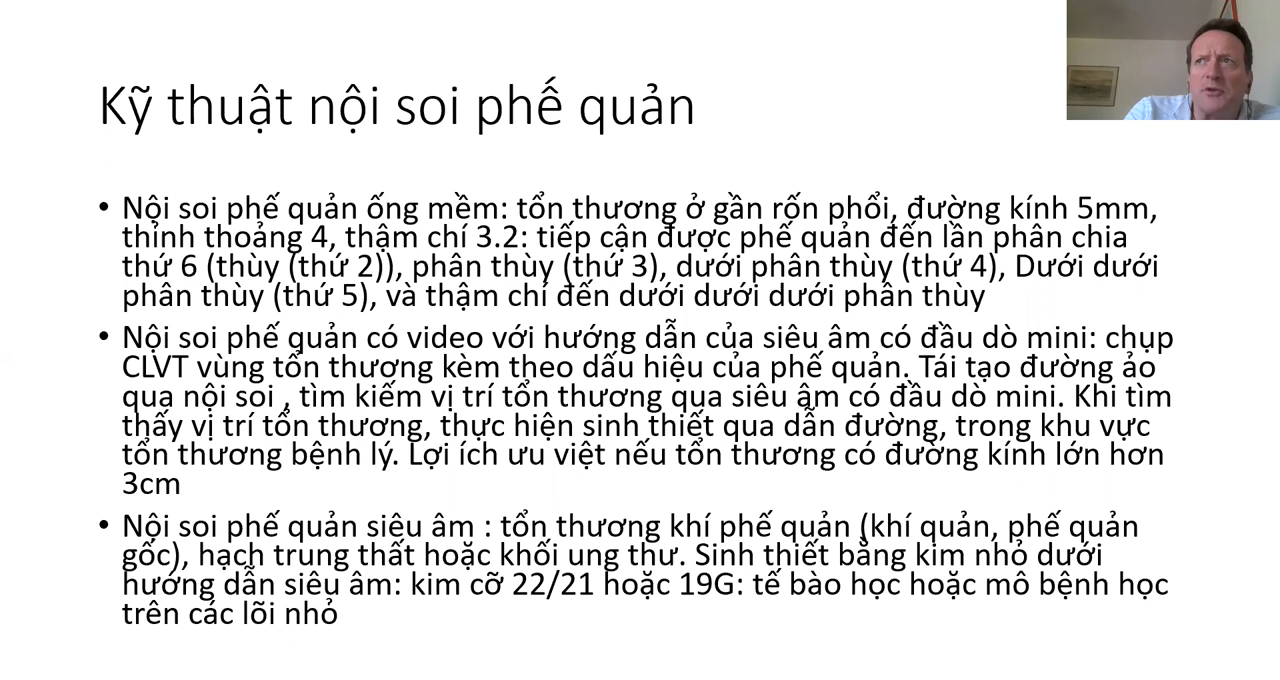 Kỹ thuật nội soi phế quản
• Nội soi phế quản ống mềm: tổn thương ở gần rốn phổi, đường kính 5mm,
thỉnh thoảng 4, thậm chí 3.2: tiếp cận được phế quản đến lần phân chia
thứ 6 (thùy (thứ 2)), phân thùy (thứ 3), dưới phân thùy (thứ 4), Dưới dưới
phân thùy (thứ 5), và thậm chí đến dưới dưới dưới phân thùy
• Nội soi phế quản có video với hướng dẫn của siêu âm có đầu dò mini: chụp
CLVT vùng tổn thương kèm theo dấu hiệu của phế quản. Tái tạo đường ảo
qua nội soi , tìm kiếm vị trí tổn thương qua siêu âm có đầu dò mini. Khi tìm
thấy vị trí tổn thương, thực hiện sinh thiết qua dẫn đường, trong khu vực
tổn thương bệnh lý. Lợi ích ưu việt nếu tổn thương có đường kính lớn hơn
3cm
• Nội soi phế quản siêu âm : tổn thương khí phế quản (khí quản, phế quản
gốc), hạch trung thất hoặc khối ung thư. Sinh thiết bằng kim nhỏ dưới
hướng dẫn siêu âm: kim cỡ 22/21 hoặc 19G: tế bào học hoặc mô bệnh học
trên các lõi nhỏ